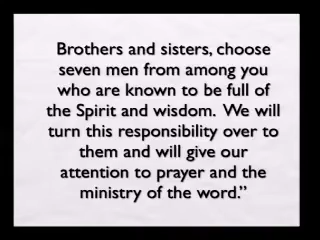 Brothers and sisters, choose
seven men from among you
who are known to be full of
the Spirit and wisdom.  We will
turn this responsibility over to
them and will give our
attention to prayer and the
ministry of the word.”